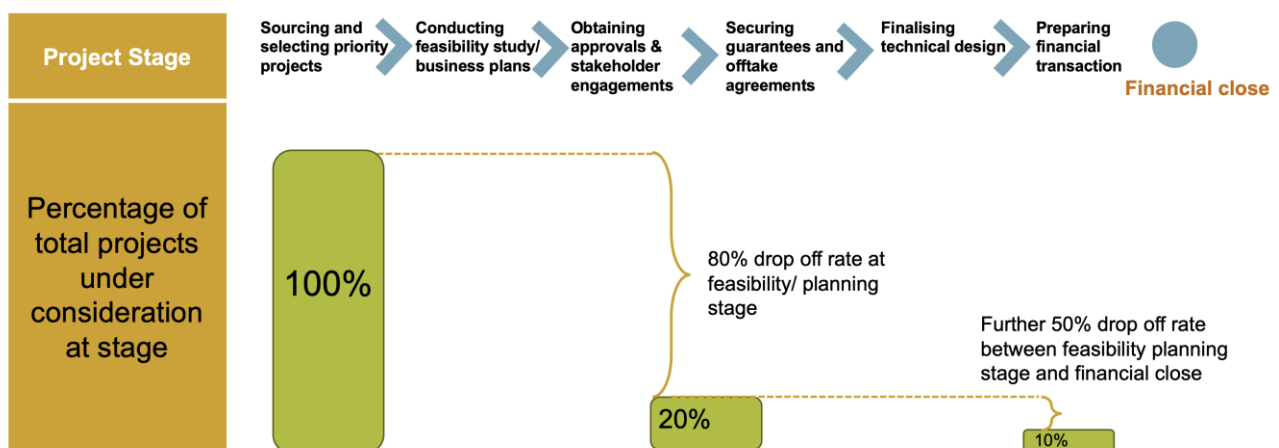 Project Stage
Sourcing and
selecting priority
projects
Conducting
feasibility study/
business plans
Obtaining
approvals &
stakeholder
engagements
Securing
guarantees and
offtake
agreements
Finalising
technical design
Preparing
financial
transaction
Financial close
Percentage of
total projects
under
consideration
at stage
100%
80% drop off rate at
feasibility/ planning
stage
20%
Further 50% drop off rate
between feasibility planning
stage and financial close
10%